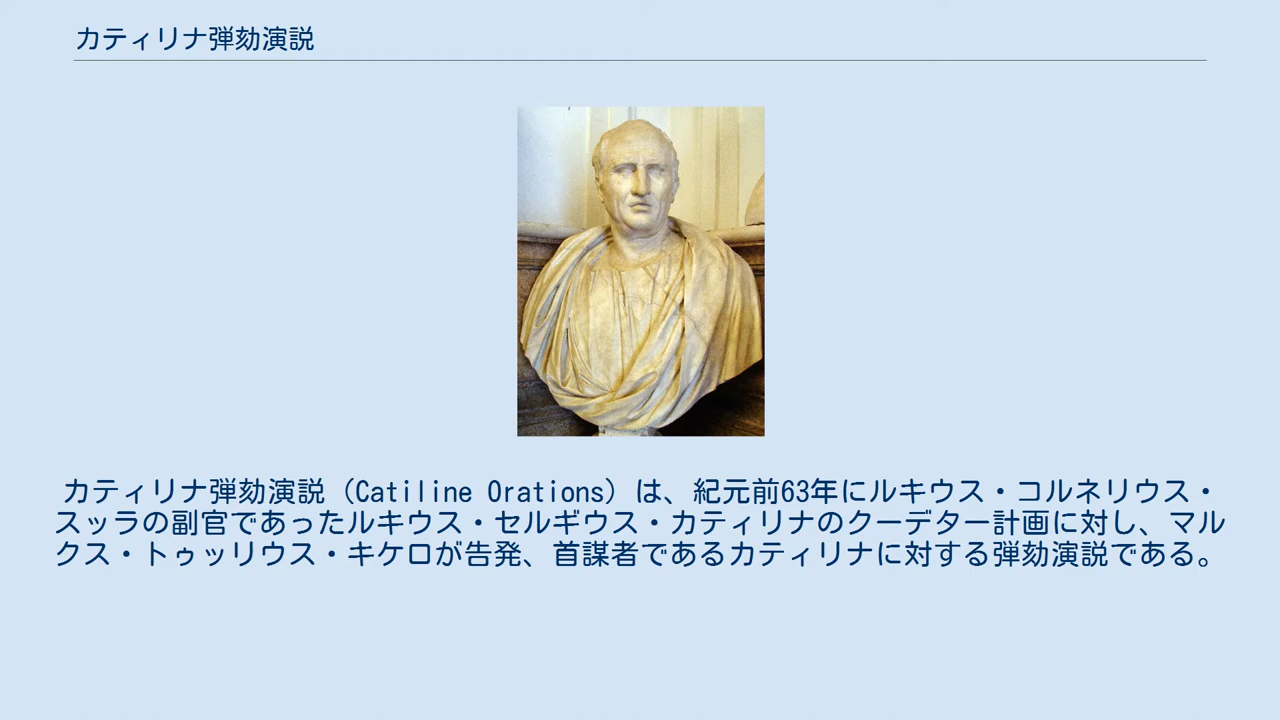 カティリナ弾劾演説
カティリナ弾劾演説（Catiline Orations）は、紀元前63年にルキウス・コルネリウス・
スッラの副官であったルキウス・セルギウス・カティリナのクーデター計画に対し、マル
クス・トゥッリウス・キケロが告発、首謀者であるカティリナに対する弾劾演説である。